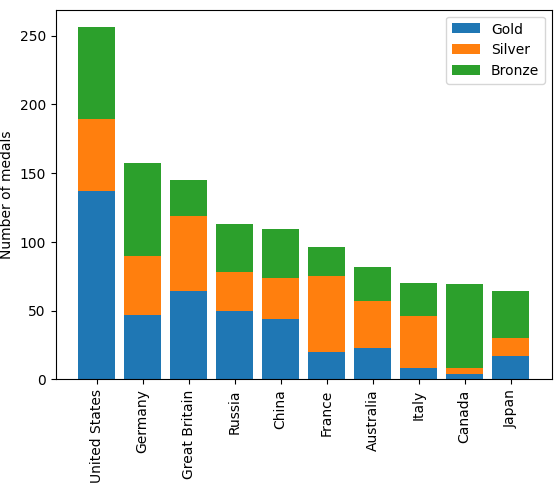 Gold
Silver
Bronze
Number of medals
250
200
150
100
50
0
United States
Germany
Great Britain
Russia
China
France
Australia
Italy
Canada
Japan